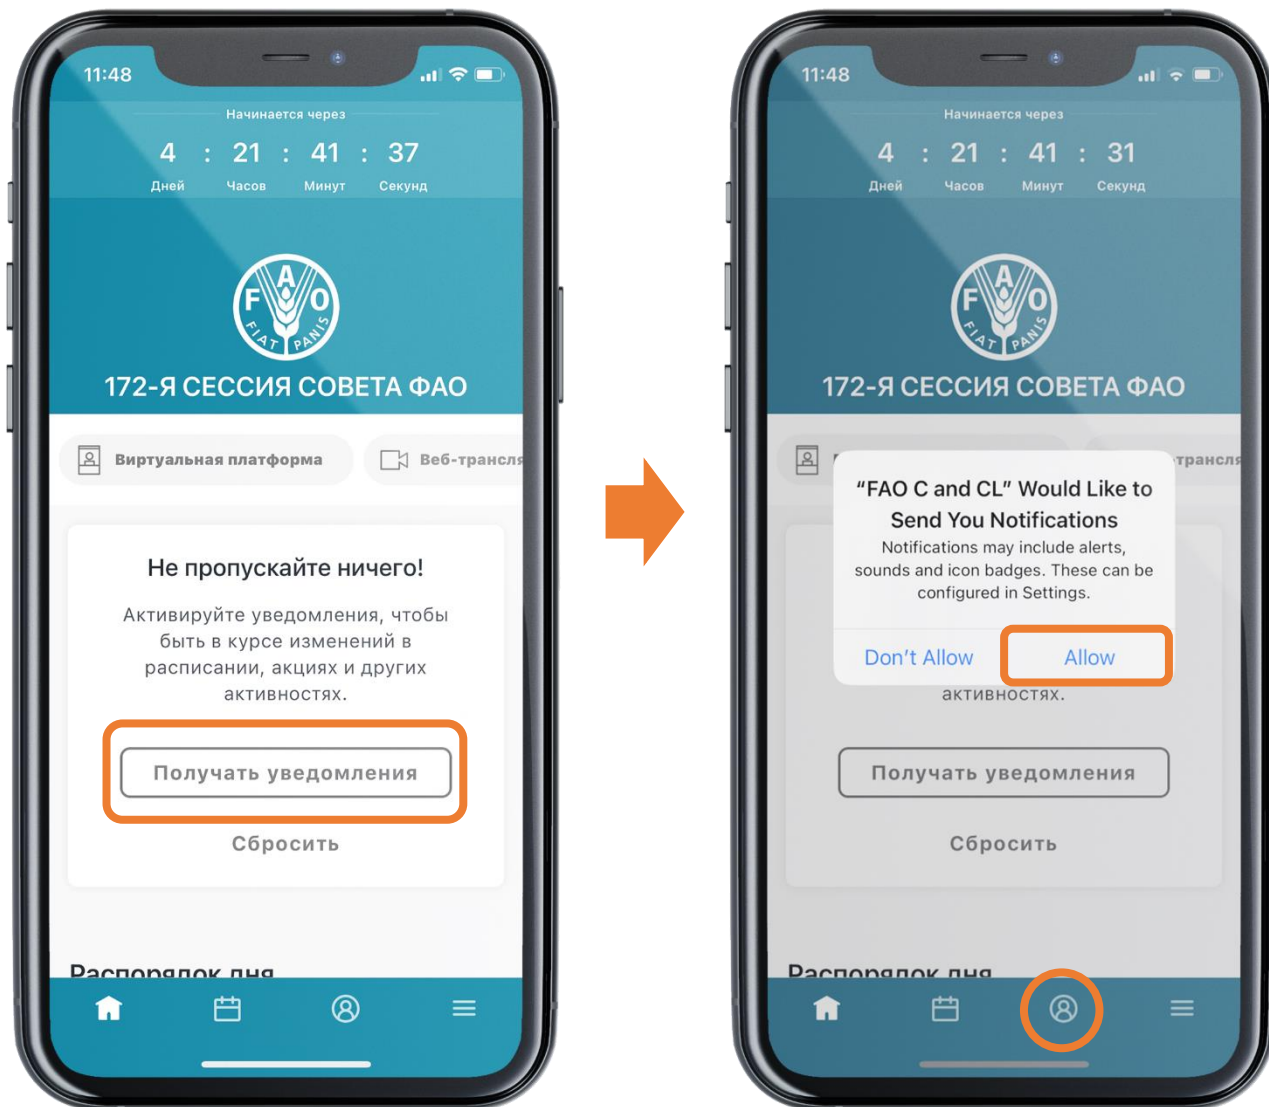 11:48
Начинается через
4 : 21 : 41 : 37
Дней Часов Минут Секунд
F A O
FIAT PANIS
172-Я СЕССИЯ СОВЕТА ФАО
Виртуальная платформа
Веб-трансля
Не пропускайте ничего!
Активируйте уведомления, чтобы
быть в курсе изменений в
расписании, акциях и других
активностях.
Получать уведомления
Сбросить
Распорядок дня
11:48
Начинается через
4 : 21 : 41 : 31
Дней Часов Минут Секунд
F A O
FIAT PANIS
172-Я СЕССИЯ СОВЕТА ФАО
трансля
“FAO C and CL” Would Like to
Send You Notifications
Notifications may include alerts,
sounds and icon badges. These can be
configured in Settings.
Don't Allow
Allow
активностях.
Получать уведомления
Сбросить
Распорядок дня